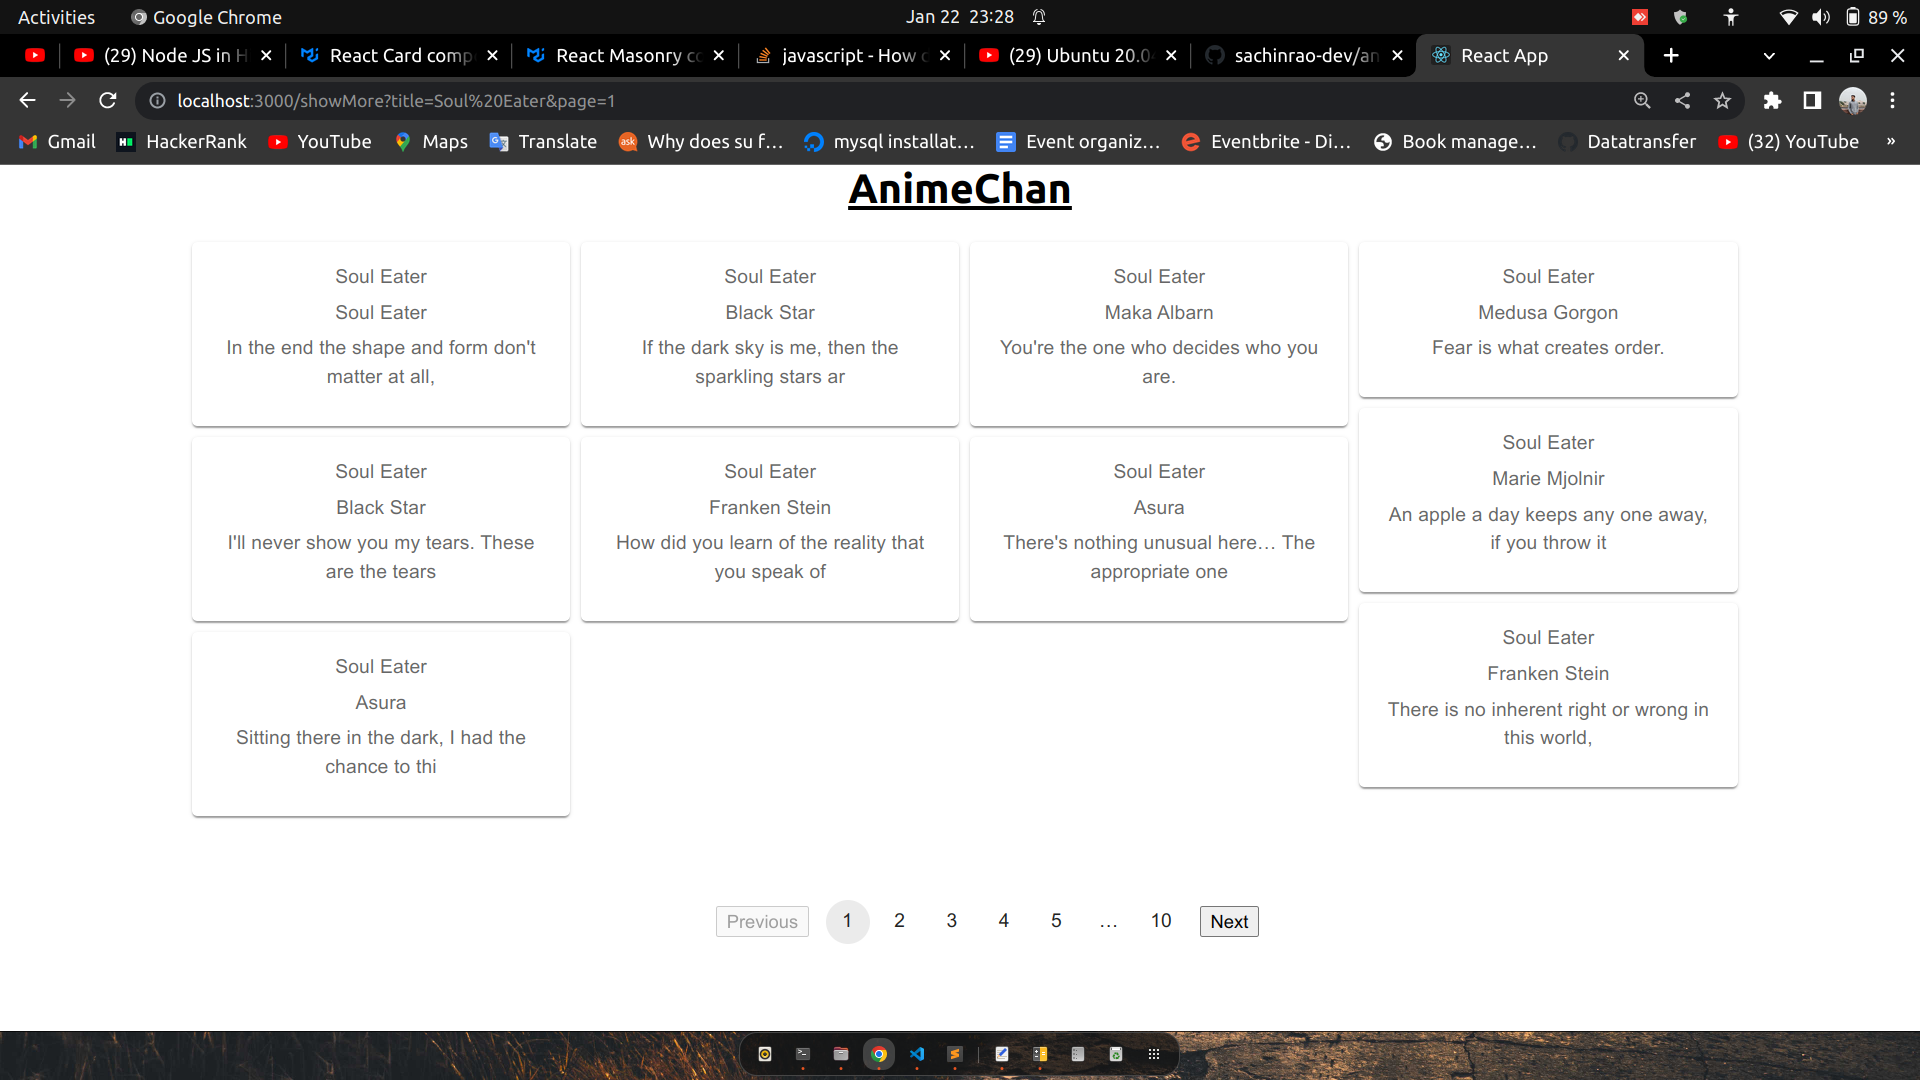 Activities
Google Chrome
Jan 22 23:28
89 %
(29) Node JS in H
React Card comp
React Masonry co
javascript - How c
(29) Ubuntu 20.04
sachinrao-dev/an
React App
localhost:3000/showMore?title=Soul%20Eater&page=1
Gmail
HackerRank
YouTube
Maps
Translate
ask
Why does su f…
mysql installat…
Event organiz…
Eventbrite - Di…
Book manage…
Datatransfer
(32) YouTube
»
AnimeChan
Soul Eater
Soul Eater
In the end the shape and form don't
matter at all,
Soul Eater
Black Star
If the dark sky is me, then the
sparkling stars ar
Soul Eater
Maka Albarn
You're the one who decides who you
are.
Soul Eater
Medusa Gorgon
Fear is what creates order.
Soul Eater
Black Star
I'll never show you my tears. These
are the tears
Soul Eater
Franken Stein
How did you learn of the reality that
you speak of
Soul Eater
Asura
There's nothing unusual here… The
appropriate one
Soul Eater
Marie Mjolnir
An apple a day keeps any one away,
if you throw it
Soul Eater
Asura
Sitting there in the dark, I had the
chance to thi
Soul Eater
Franken Stein
There is no inherent right or wrong in
this world,
Previous
1
2
3
4
5
…
10
Next